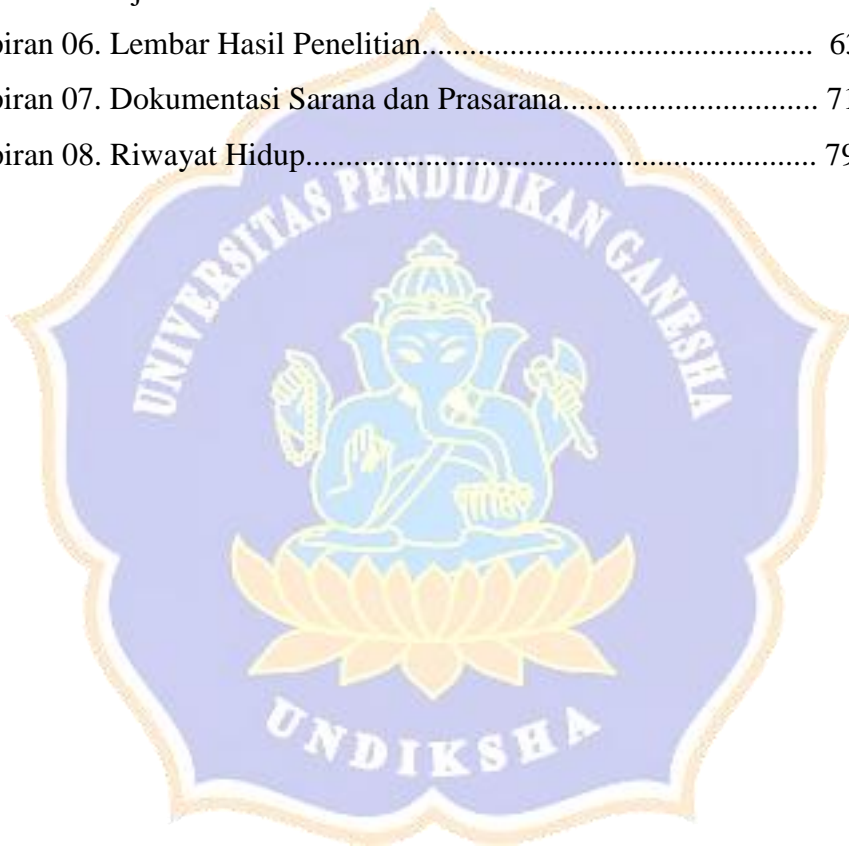 piran 06. Lembar Hasil Penelitian.......................................... 63
piran 07. Dokumentasi Sarana dan Prasarana............................ 71
piran 08. Riwayat Hidup........................................................ 79
UNIVERSITAS PENDIDIKAN GANESHA
UNDIKSHA